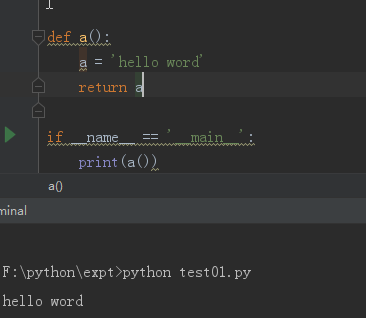 def a():
    a = 'hello word'
    return a
if __name__ == '__main__':
    print(a())
a()
minal
F:\python\expt>python test01.py
hello word